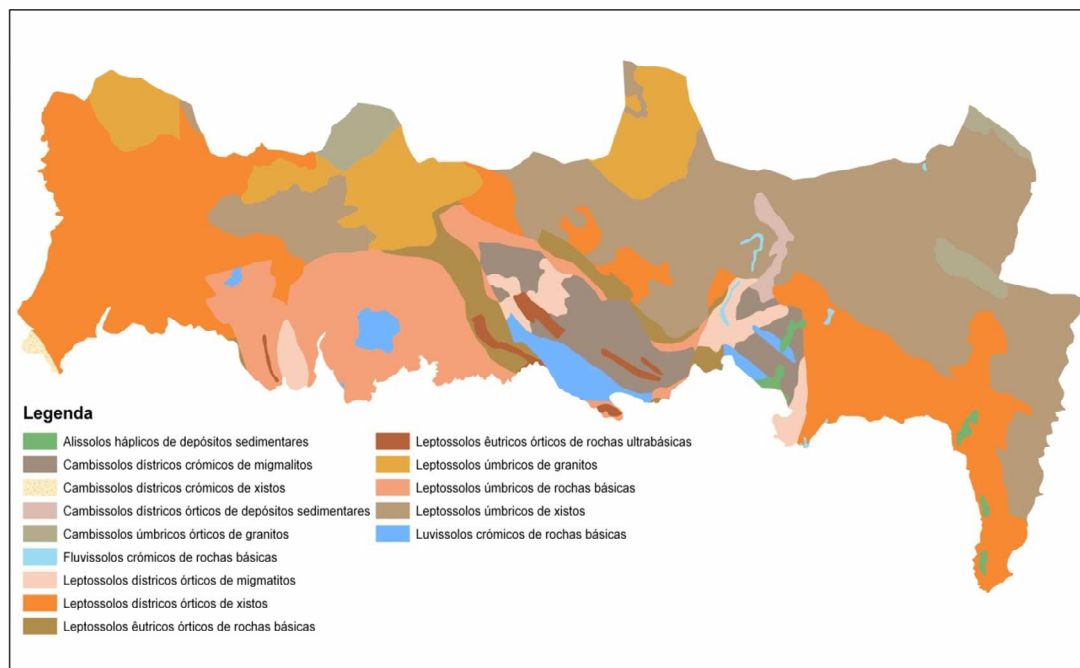 Legenda
Alissolos háplicos de depósitos sedimentares
Cambissolos dístricos crómicos de migmalitos
Cambissolos dístricos crómicos de xistos
Cambissolos dístricos órticos de depósitos sedimentares
Cambissolos úmbricos órticos de granitos
Fluvissolos crómicos de rochas básicas
Leptossolos dístricos órticos de migmatitos
Leptossolos dístricos órticos de xistos
Leptossolos êutricos órticos de rochas básicas
Leptossolos êutricos órticos de rochas ultrabásicas
Leptossolos úmbricos de granitos
Leptossolos úmbricos de rochas básicas
Leptossolos úmbricos de xistos
Luvissolos crómicos de rochas básicas